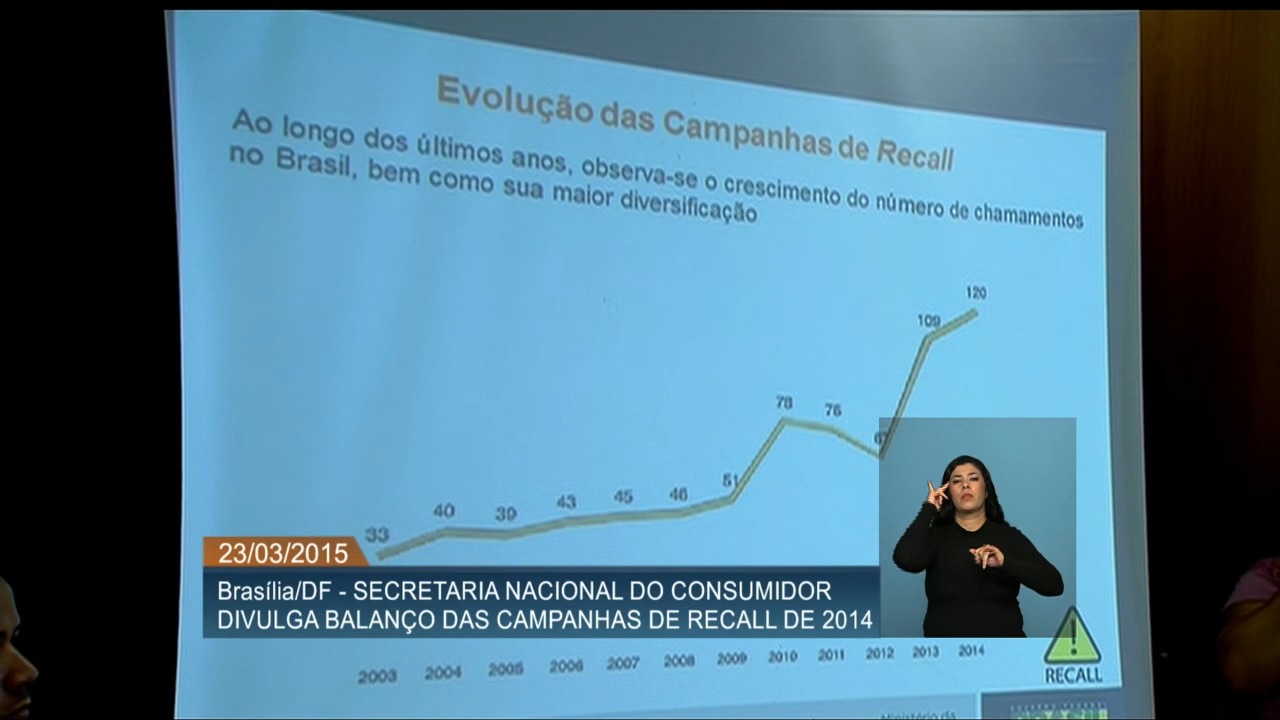 Evolução das Campanhas de Recall
Ao longo dos últimos anos, observa-se o crescimento do número de chamamentos
no Brasil, bem como sua maior diversificação
120
109
78
76
51
46
45
43
39
40
33
23/03/2015
Brasília/DF - SECRETARIA NACIONAL DO CONSUMIDOR
DIVULGA BALANÇO DAS CAMPANHAS DE RECALL DE 2014
2003 2004 2005 2006 2007 2008 2009 2010 2011 2012 2013 2014
RECALL